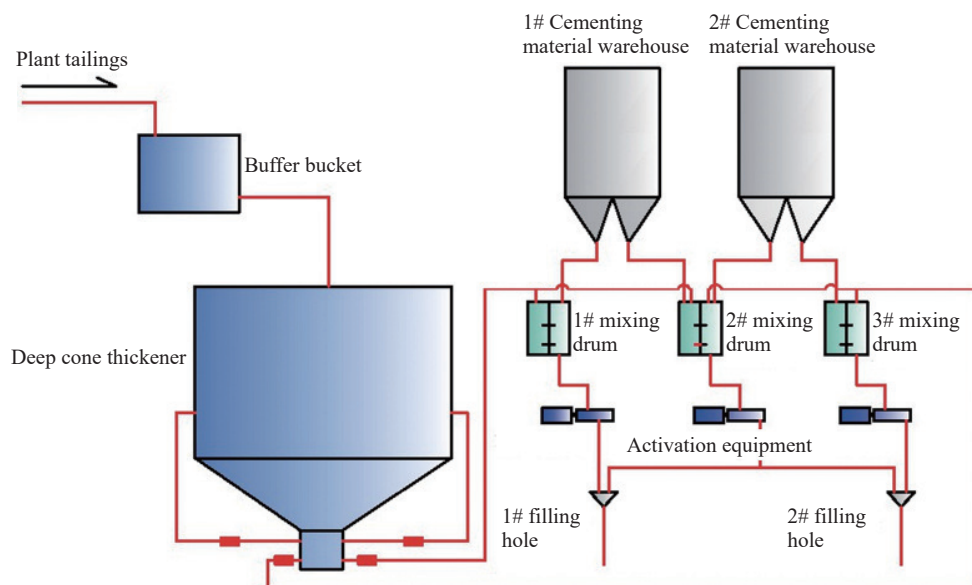 1# Cementing
material warehouse
2# Cementing
material warehouse
Plant tailings
Buffer bucket
Deep cone thickener
1# mixing
drum
2# mixing
drum
3# mixing
drum
Activation equipment
1# filling
hole
2# filling
hole